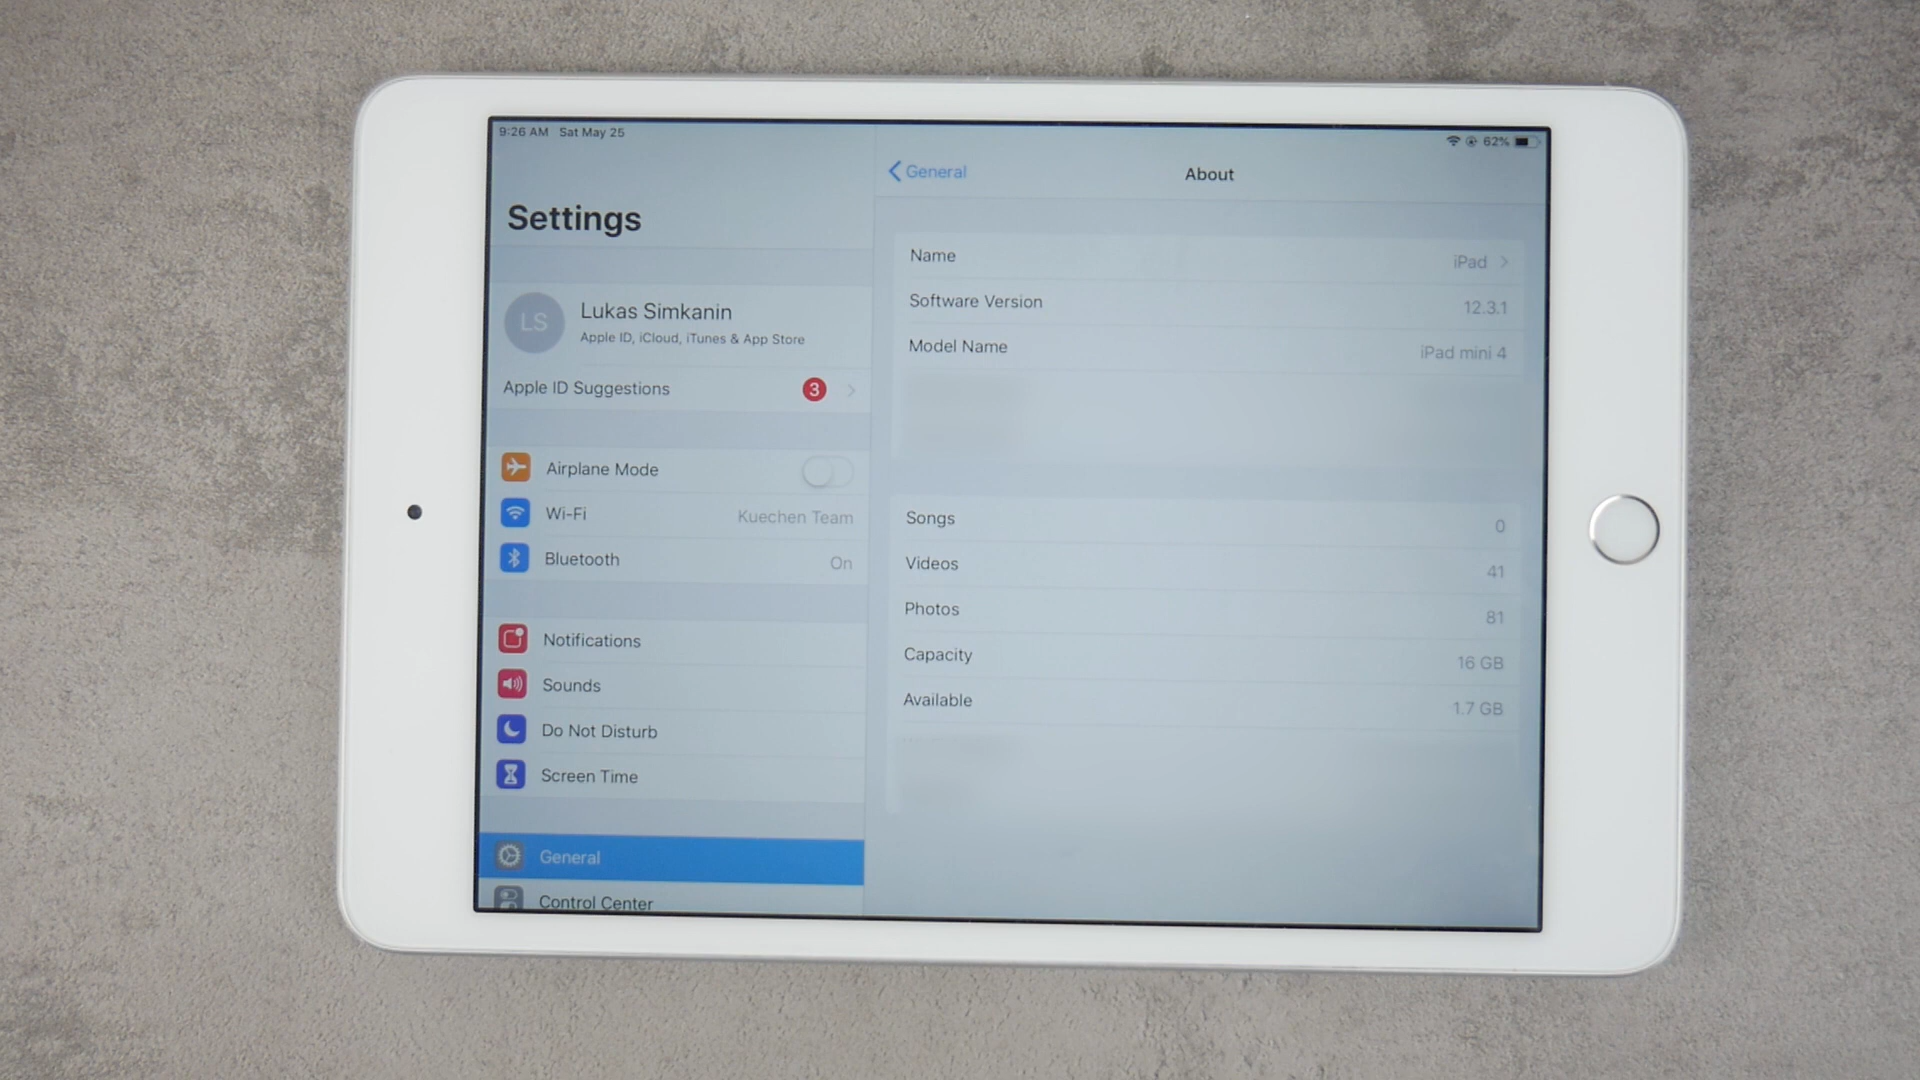 9:26 AM Sat May 25
62%
Settings
LS
Lukas Simkanin
Apple ID, iCloud, iTunes & App Store
Apple ID Suggestions 3
Airplane Mode
Wi-Fi Kuechen Team
Bluetooth On
Notifications
Sounds
Do Not Disturb
Screen Time
General
Control Center
General
About
Name iPad
Software Version 12.3.1
Model Name iPad mini 4
Songs 0
Videos 41
Photos 81
Capacity 16 GB
Available 1.7 GB